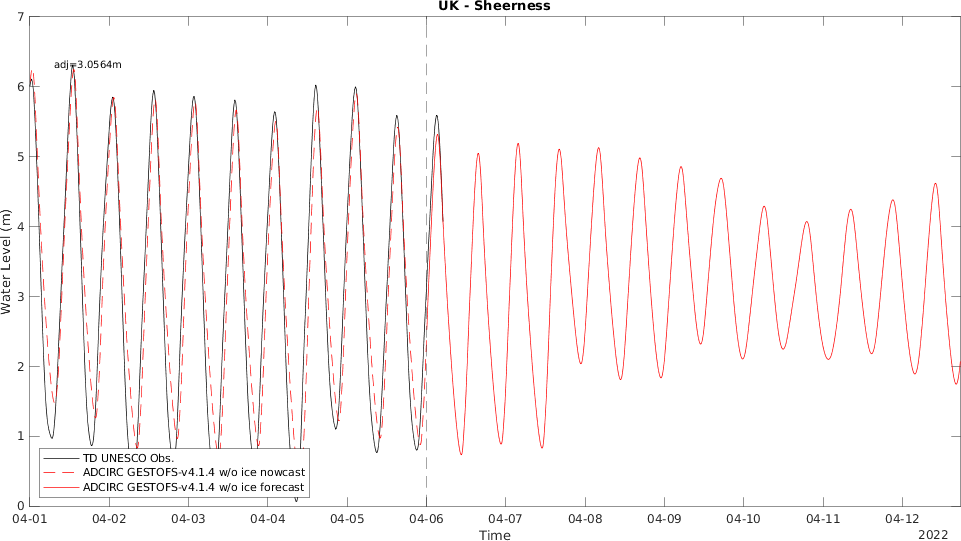 UK - Sheerness
adj=3.0564m
Water Level (m)
7
6
5
4
3
2
1
0
TD UNESCO Obs.
ADCIRC GESTOFS-v4.1.4 w/o ice nowcast
ADCIRC GESTOFS-v4.1.4 w/o ice forecast
04-01 04-02 04-03 04-04 04-05 04-06 04-07 04-08 04-09 04-10 04-11 04-12
Time
2022